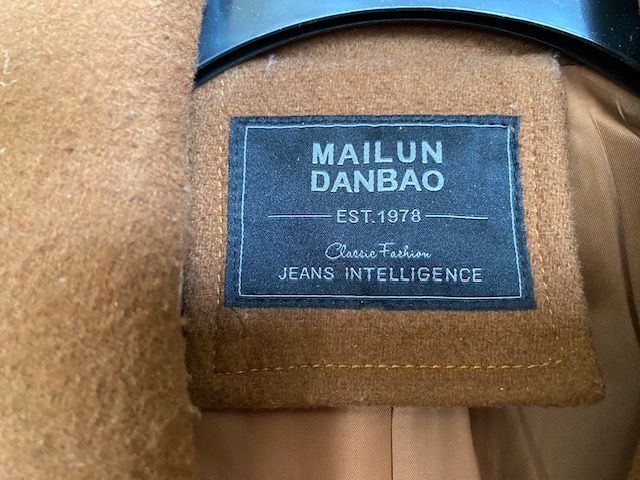 MAILUN
DANBAO
EST.1978
Classic Fashion
JEANS INTELLIGENCE